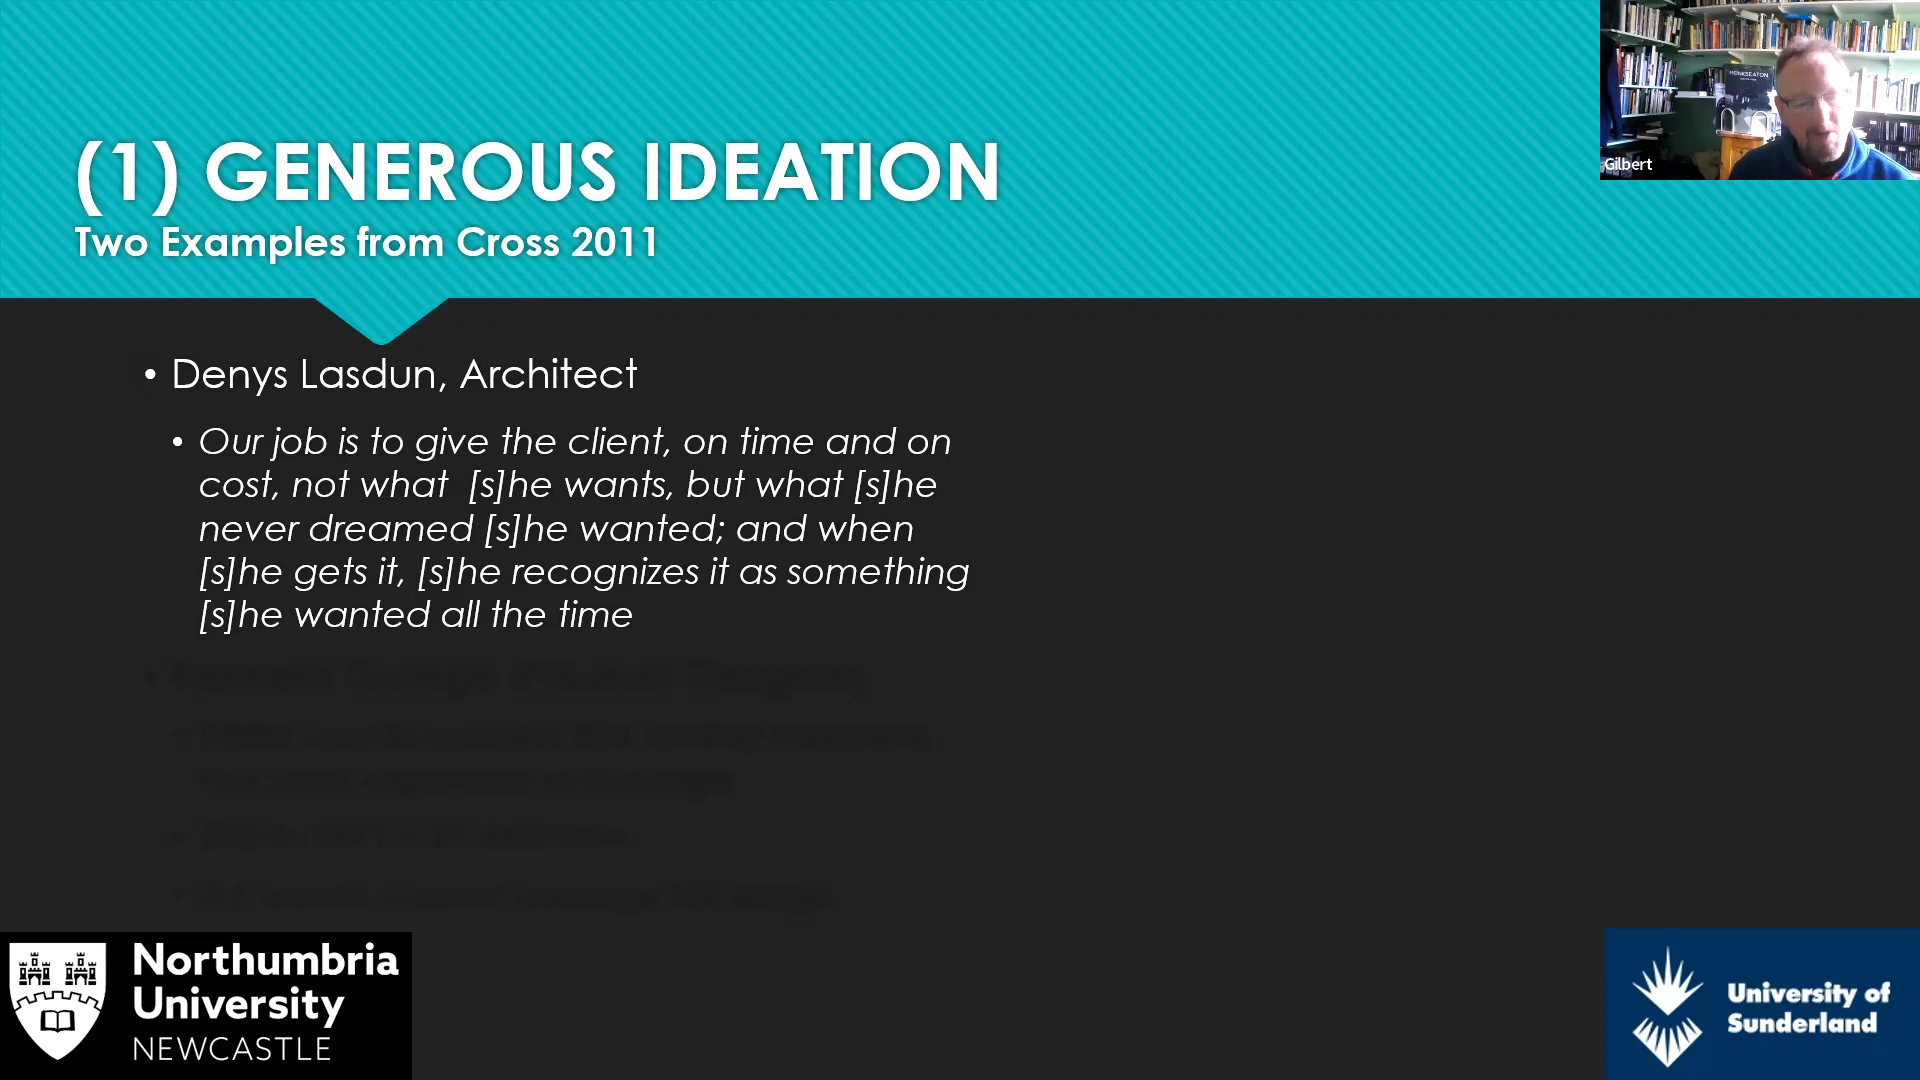 (1) GENEROUS IDEATION
Two Examples from Cross 2011
MONKSEATON
Gilbert
• Denys Lasdun, Architect
• Our job is to give the client, on time and on
cost, not what [s]he wants, but what [s]he
never dreamed [s]he wanted; and when
[s]he gets it, [s]he recognizes it as something
[s]he wanted all the time
Northumbria
University
NEWCASTLE
University of
Sunderland